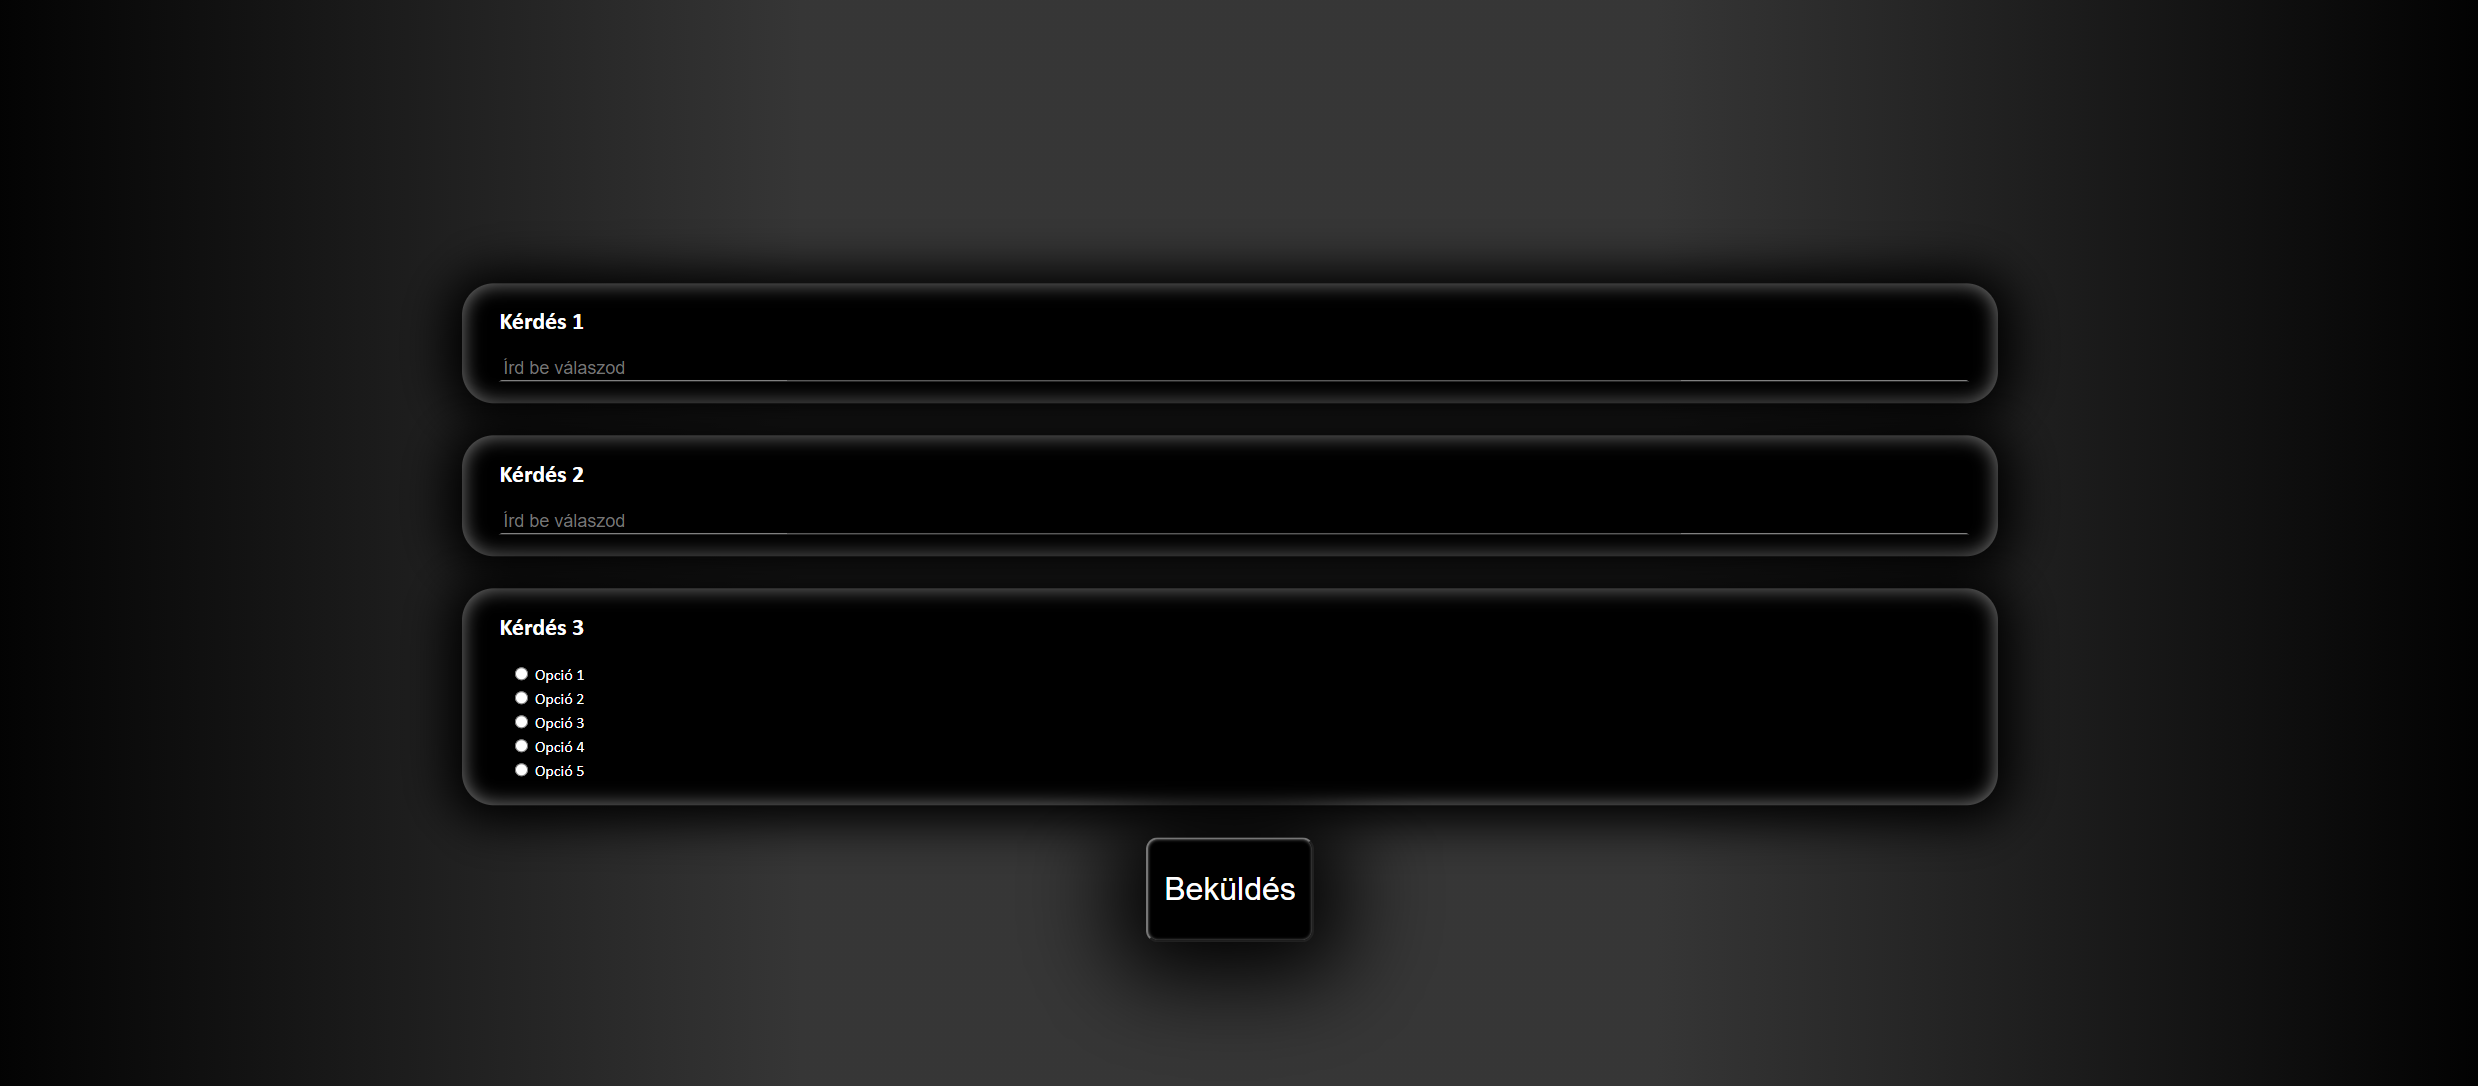 Kérdés 1
Írd be válaszod
Kérdés 2
Írd be válaszod
Kérdés 3
Opció 1
Opció 2
Opció 3
Opció 4
Opció 5
Beküldés